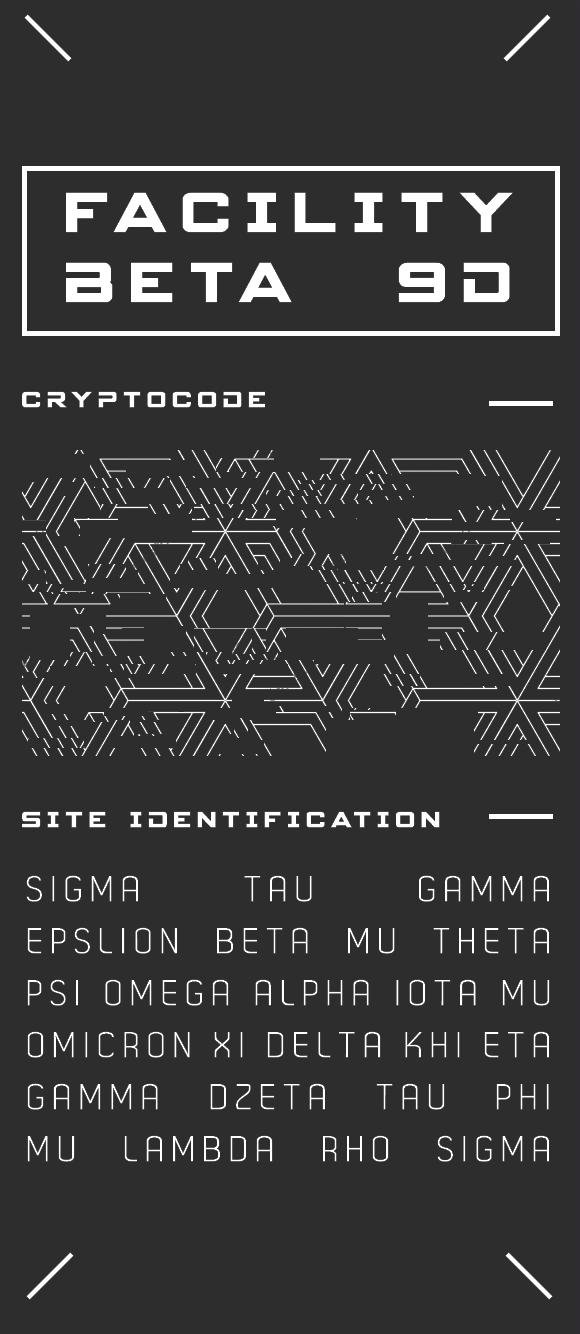 FACILITY
BETA 9D
CRYPTOCODE
SITE IDENTIFICATION
SIGMA TAU GAMMA
EPSLION BETA MU THETA
PSI OMEGA ALPHA IOTA MU
OMICRON XI DELTA KHI ETA
GAMMA DZETA TAU PHI
MU LAMBDA RHO SIGMA